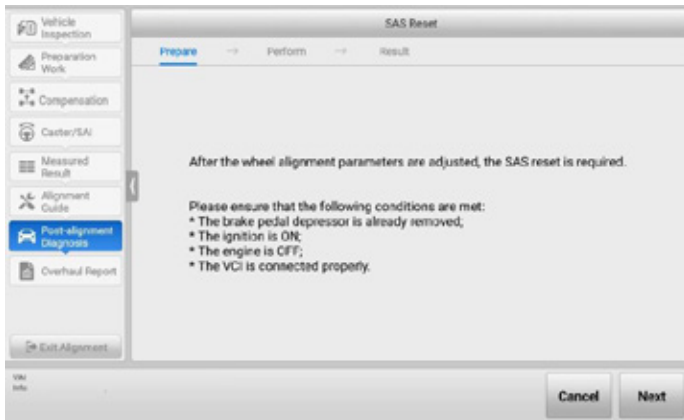 SAS Reset
Vehicle
Inspection
Preparation
Work
Compensation
Caster/SAI
Measured
Result
Alignment
Guide
Post-alignment
Diagnosis
Overhaul Report
Exit Alignment
Prepare → Perform → Result
After the wheel alignment parameters are adjusted, the SAS reset is required.
Please ensure that the following conditions are met:
* The brake pedal depressor is already removed;
* The ignition is ON;
* The engine is OFF;
* The VCI is connected properly.
VIN:
Info:
Cancel
Next